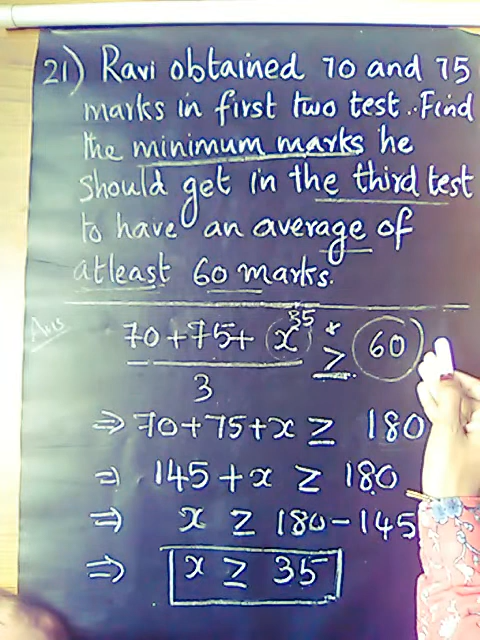 21) Ravi obtained 70 and 75
marks in first two test. Find
the minimum marks he
should get in the third test
to have an average of
atleast 60 marks.
Ans
35
70+75+x ≥ 60
3
⇒ 70+75+x ≥ 180
⇒ 145+x ≥ 180
⇒ x ≥ 180-145
⇒ x ≥ 35